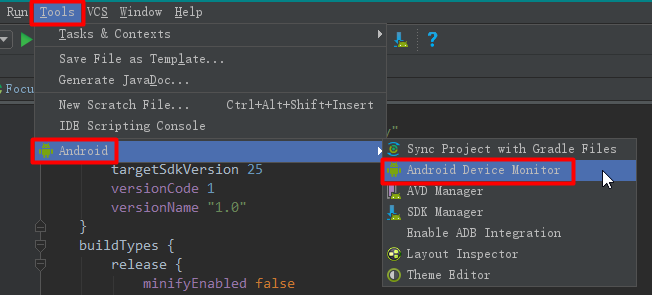 Run Tools VCS Window Help
Tasks & Contexts
Save File as Template...
Generate JavaDoc...
Focu
New Scratch File... Ctrl+Alt+Shift+Insert
IDE Scripting Console
y"
Android
Sync Project with Gradle Files
targetSdkVersion 25
Android Device Monitor
versionCode 1
AVD Manager
versionName "1.0"
SDK Manager
}
Enable ADB Integration
buildTypes {
Layout Inspector
release {
Theme Editor
minifyEnabled false